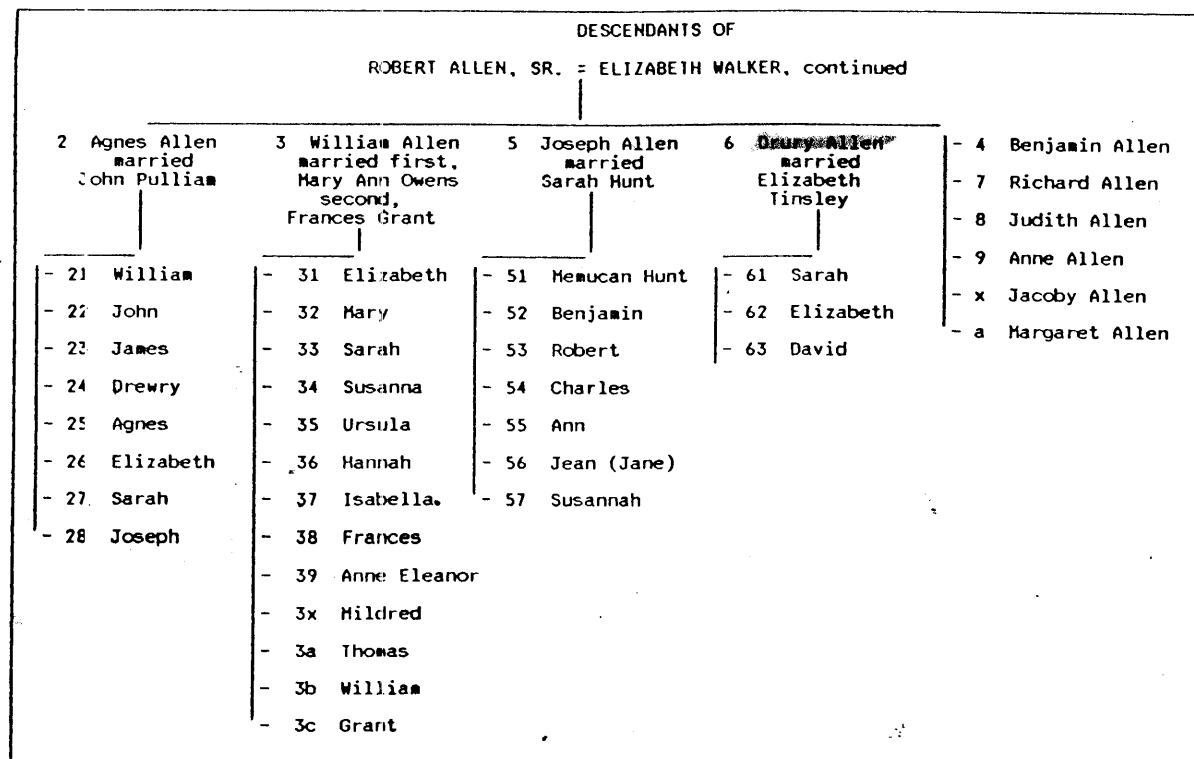 DESCENDANTS OF
ROBERT ALLEN, SR. = ELIZABETH WALKER, continued
2 Agnes Allen
married
John Pulliam
- 21 William
- 22 John
- 23 James
- 24 Drewry
- 25 Agnes
- 26 Elizabeth
- 27 Sarah
- 28 Joseph
3 William Allen
married first,
Mary Ann Owens
second,
Frances Grant
- 31 Elizabeth
- 32 Mary
- 33 Sarah
- 34 Susanna
- 35 Ursula
- 36 Hannah
- 37 Isabella
- 38 Frances
- 39 Anne Eleanor
- 3x Mildred
- 3a Thomas
- 3b William
- 3c Grant
5 Joseph Allen
married
Sarah Hunt
- 51 Memucan Hunt
- 52 Benjamin
- 53 Robert
- 54 Charles
- 55 Ann
- 56 Jean (Jane)
- 57 Susannah
6 Drury Allen
married
Elizabeth
Tinsley
- 61 Sarah
- 62 Elizabeth
- 63 David
- 4 Benjamin Allen
- 7 Richard Allen
- 8 Judith Allen
- 9 Anne Allen
- x Jacoby Allen
- a Margaret Allen